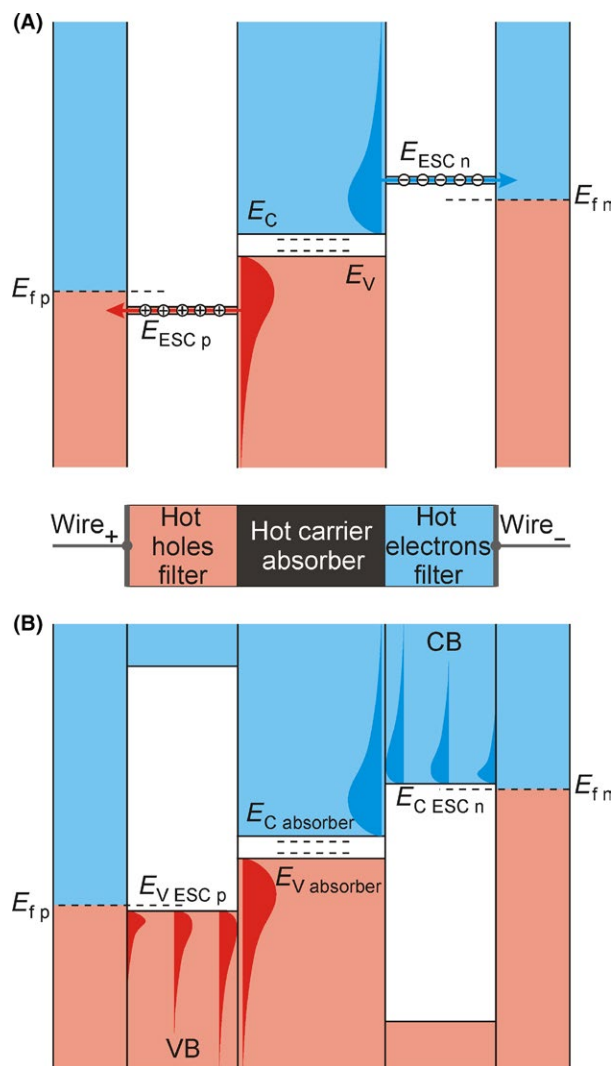 (A)
E_ESC n
E_C
E_f n
E_V
E_f p
E_ESC p
Wire+
Hot
holes
filter
Hot carrier
absorber
Hot
electrons
filter
Wire−
(B)
CB
E_C ESC n
E_f n
E_C absorber
E_V ESC p
E_V absorber
E_f p
VB